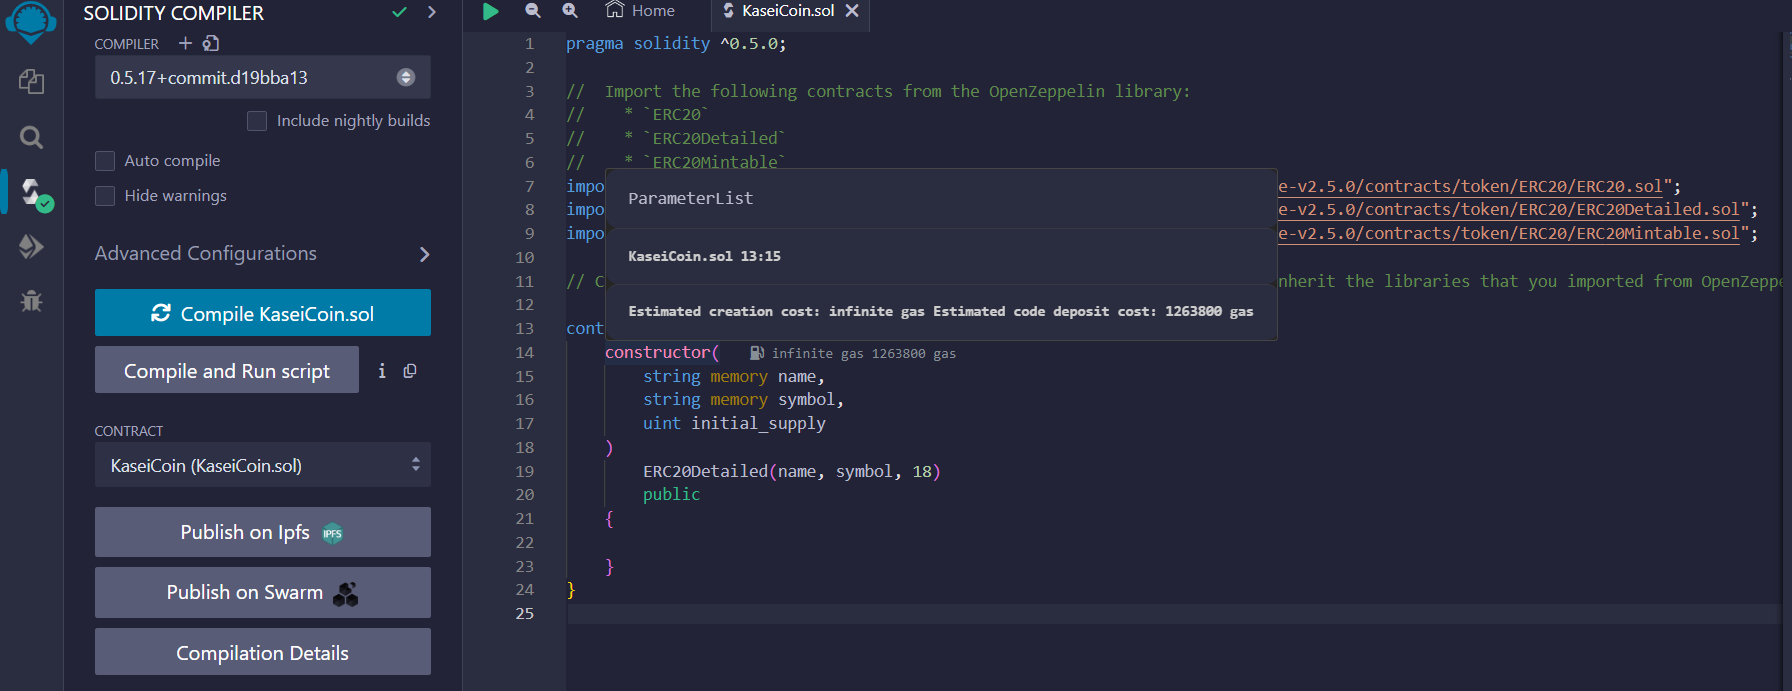 SOLIDITY COMPILER
COMPILER
0.5.17+commit.d19bba13
Include nightly builds
Auto compile
Hide warnings
Advanced Configurations
Compile KaseiCoin.sol
Compile and Run script
i
CONTRACT
KaseiCoin (KaseiCoin.sol)
Publish on Ipfs IPFS
Publish on Swarm
Compilation Details
Home
KaseiCoin.sol
1 pragma solidity ^0.5.0;
2
3 //  Import the following contracts from the OpenZeppelin library:
4 //    * `ERC20`
5 //    * `ERC20Detailed`
6 //    * `ERC20Mintable`
7 impo e-v2.5.0/contracts/token/ERC20/ERC20.sol";
8 impo e-v2.5.0/contracts/token/ERC20/ERC20Detailed.sol";
9 impo e-v2.5.0/contracts/token/ERC20/ERC20Mintable.sol";
10
11 // C nherit the libraries that you imported from OpenZeppe
12
13 cont
ParameterList
KaseiCoin.sol 13:15
Estimated creation cost: infinite gas Estimated code deposit cost: 1263800 gas
14 constructor( infinite gas 1263800 gas
15 string memory name,
16 string memory symbol,
17 uint initial_supply
18 )
19 ERC20Detailed(name, symbol, 18)
20 public
21 {
22
23 }
24 }
25